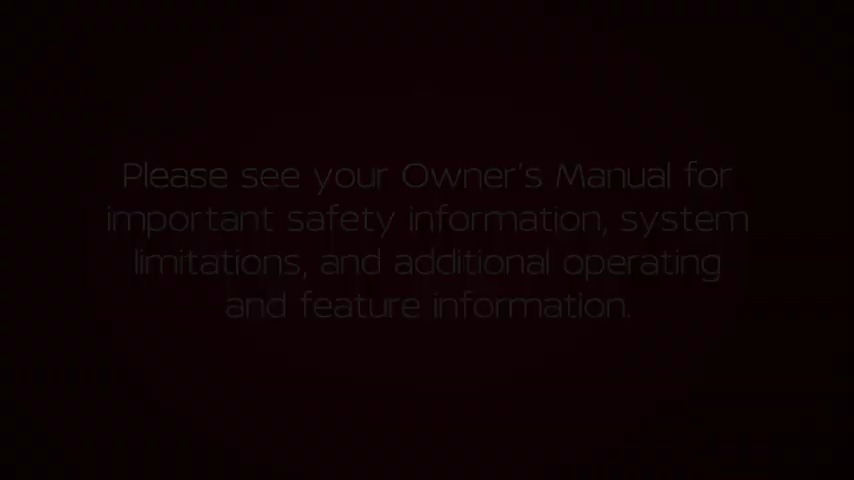 Please see your Owner's Manual for
important safety information, system
limitations, and additional operating
and feature information.